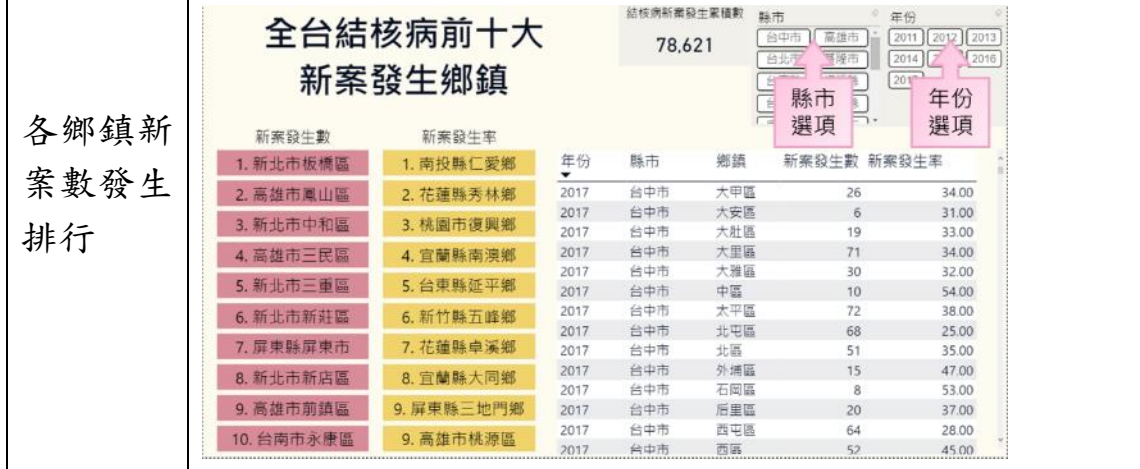 各鄉鎮新
案數發生
排行
全台結核病前十大
新案發生鄉鎮
結核病新案發生累積數
78,621
縣市
台中市 高雄市
年份
2011 2012 2013
2014 2016
縣市
選項
年份
選項
新案發生數
1. 新北市板橋區
2. 高雄市鳳山區
3. 新北市中和區
4. 高雄市三民區
5. 新北市三重區
6. 新北市新莊區
7. 屏東縣屏東市
8. 新北市新店區
9. 高雄市前鎮區
10. 台南市永康區
新案發生率
1. 南投縣仁愛鄉
2. 花蓮縣秀林鄉
3. 桃園市復興鄉
4. 宜蘭縣南澳鄉
5. 台東縣延平鄉
6. 新竹縣五峰鄉
7. 花蓮縣卓溪鄉
8. 宜蘭縣大同鄉
9. 屏東縣三地門鄉
9. 高雄市桃源區
年份 縣市 鄉鎮 新案發生數 新案發生率
2017 台中市 大甲區 26 34.00
2017 台中市 大安區 6 31.00
2017 台中市 大肚區 19 33.00
2017 台中市 大里區 71 34.00
2017 台中市 大雅區 30 32.00
2017 台中市 中區 10 54.00
2017 台中市 太平區 72 38.00
2017 台中市 北屯區 68 25.00
2017 台中市 北區 51 35.00
2017 台中市 外埔區 15 47.00
2017 台中市 石岡區 8 53.00
2017 台中市 后里區 20 37.00
2017 台中市 西屯區 64 28.00
2017 台中市 西區 52 45.00